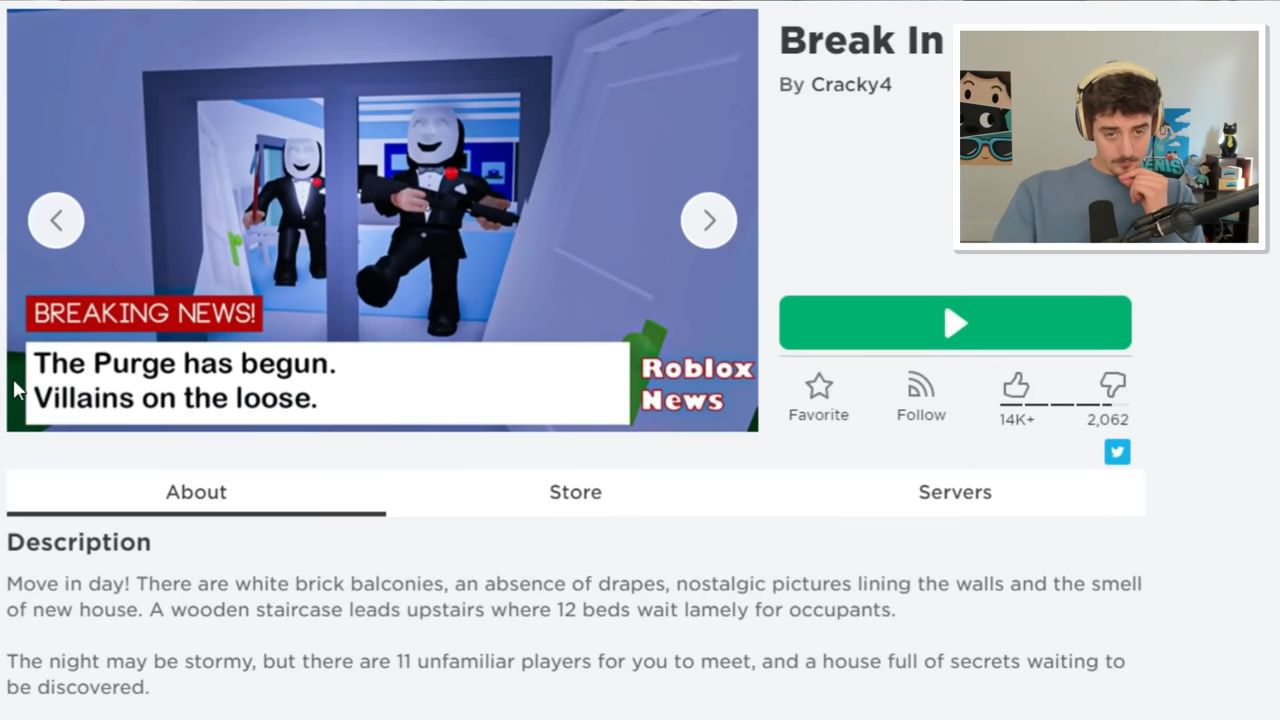 Break In
By Cracky4
BREAKING NEWS!
The Purge has begun.
Villains on the loose.
Roblox
News
Favorite
Follow
14K+
2,062
About
Store
Servers
Description
Move in day! There are white brick balconies, an absence of drapes, nostalgic pictures lining the walls and the smell
of new house. A wooden staircase leads upstairs where 12 beds wait lamely for occupants.
The night may be stormy, but there are 11 unfamiliar players for you to meet, and a house full of secrets waiting to
be discovered.